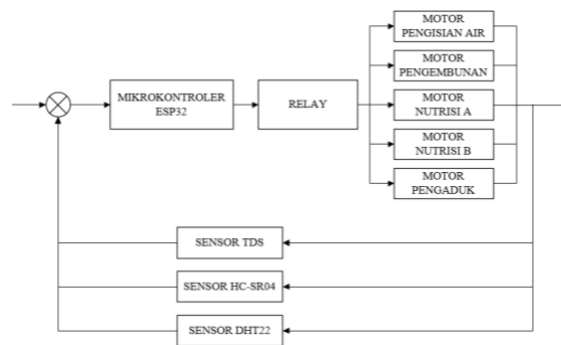 MOTOR
PENGISIAN AIR
MOTOR
PENGEMBUNAN
MIKROKONTROLER
ESP32
RELAY
MOTOR
NUTRISI A
MOTOR
NUTRISI B
MOTOR
PENGADUK
SENSOR TDS
SENSOR HC-SR04
SENSOR DHT22